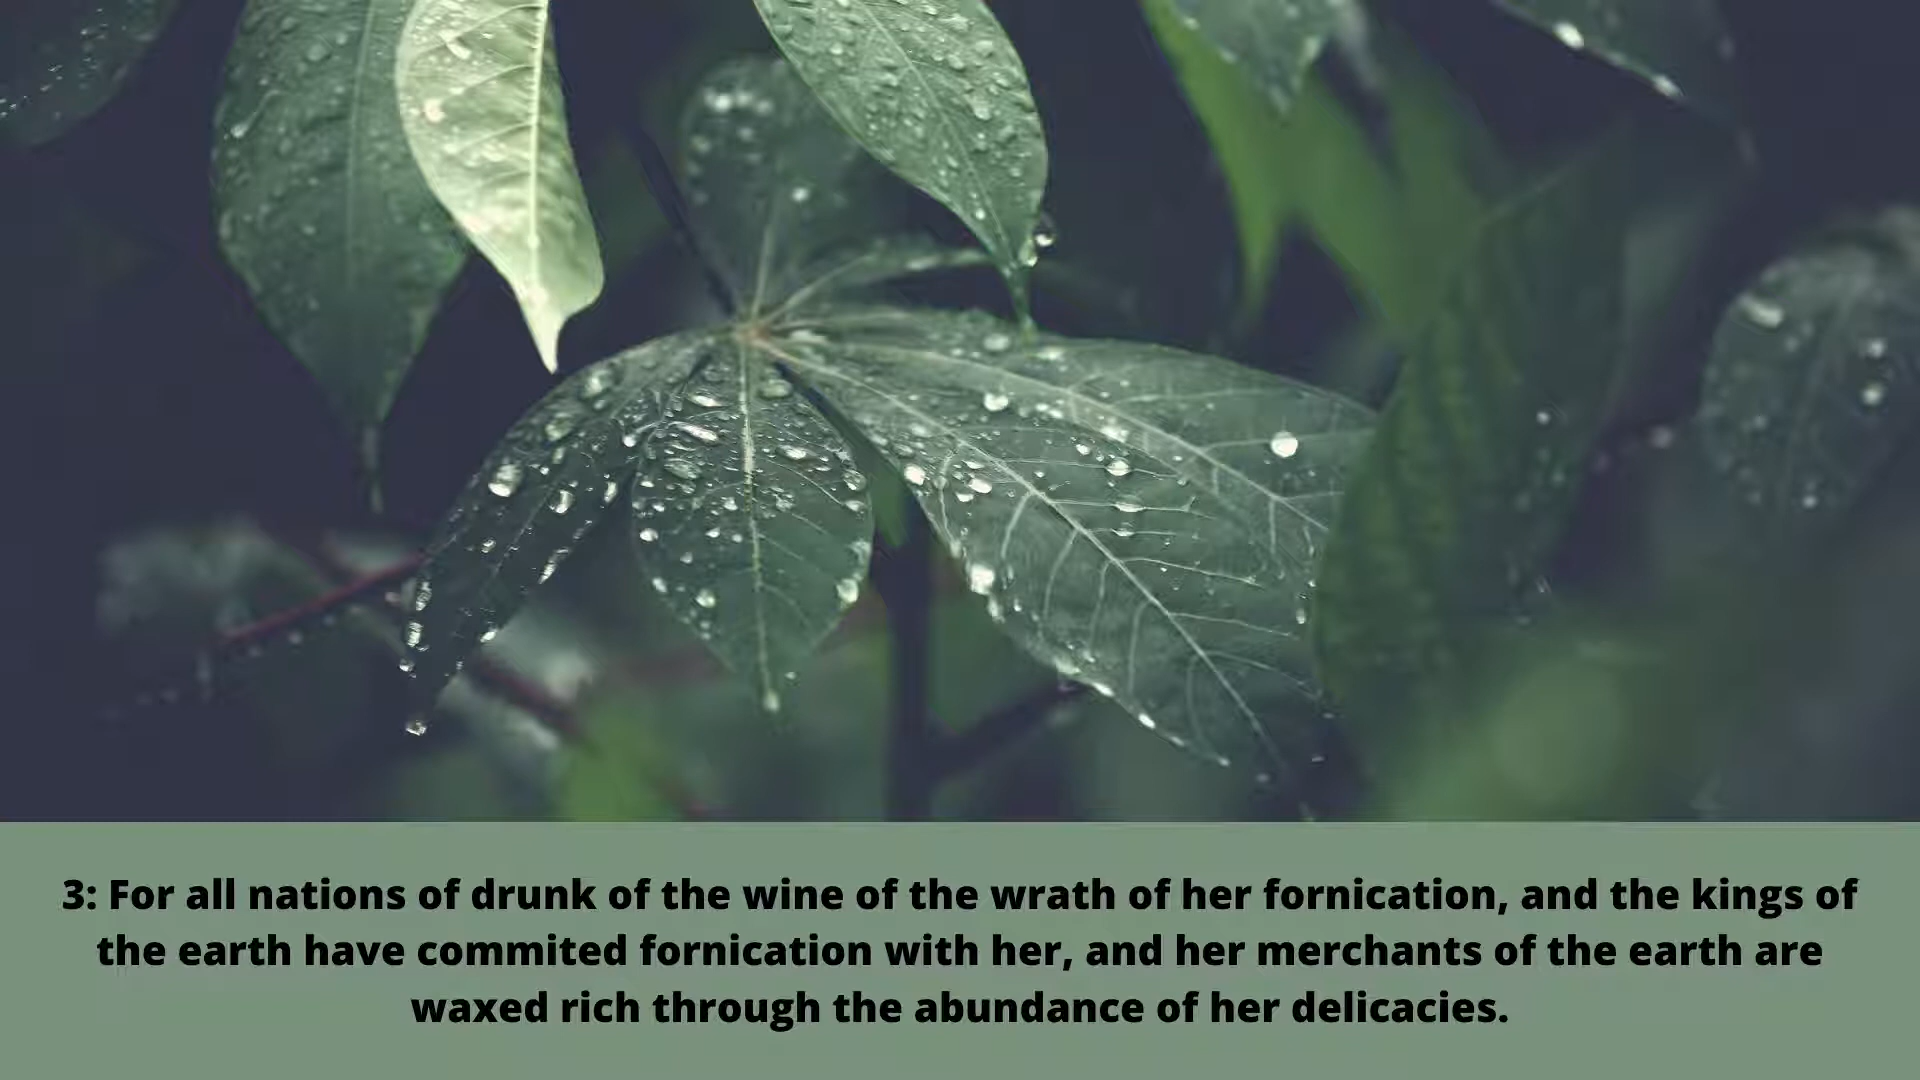 3: For all nations of drunk of the wine of the wrath of her fornication, and the kings of
the earth have commited fornication with her, and her merchants of the earth are
waxed rich through the abundance of her delicacies.